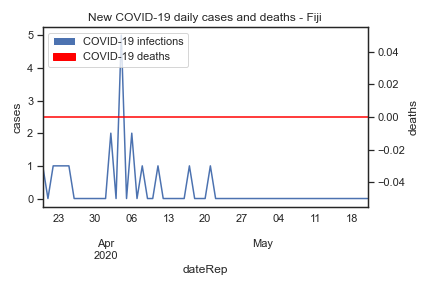 New COVID-19 daily cases and deaths - Fiji
COVID-19 infections
COVID-19 deaths
cases
5
4
3
2
1
0
deaths
0.04
0.02
0.00
−0.02
−0.04
23 30 06 13 20 27 04 11 18
Apr May
2020
dateRep